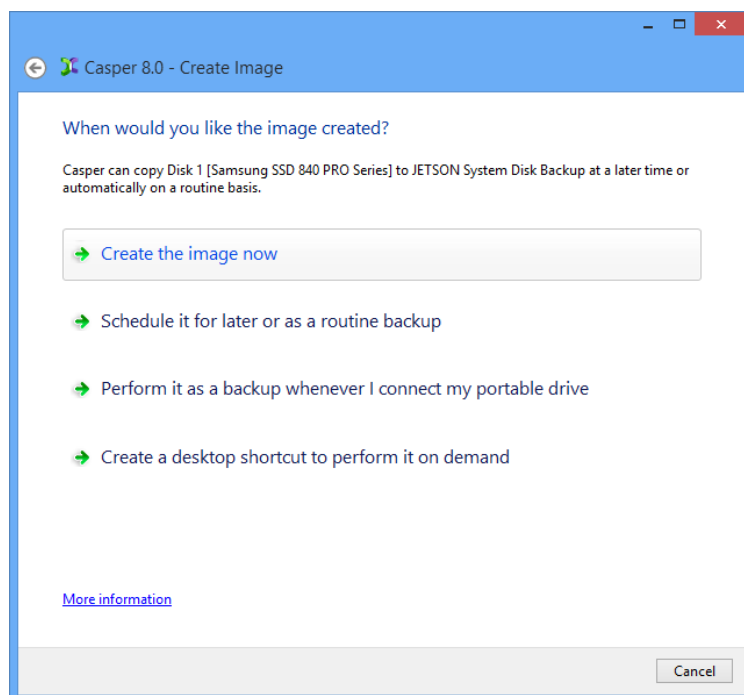 Casper 8.0 - Create Image
When would you like the image created?
Casper can copy Disk 1 [Samsung SSD 840 PRO Series] to JETSON System Disk Backup at a later time or
automatically on a routine basis.
Create the image now
Schedule it for later or as a routine backup
Perform it as a backup whenever I connect my portable drive
Create a desktop shortcut to perform it on demand
More information
Cancel